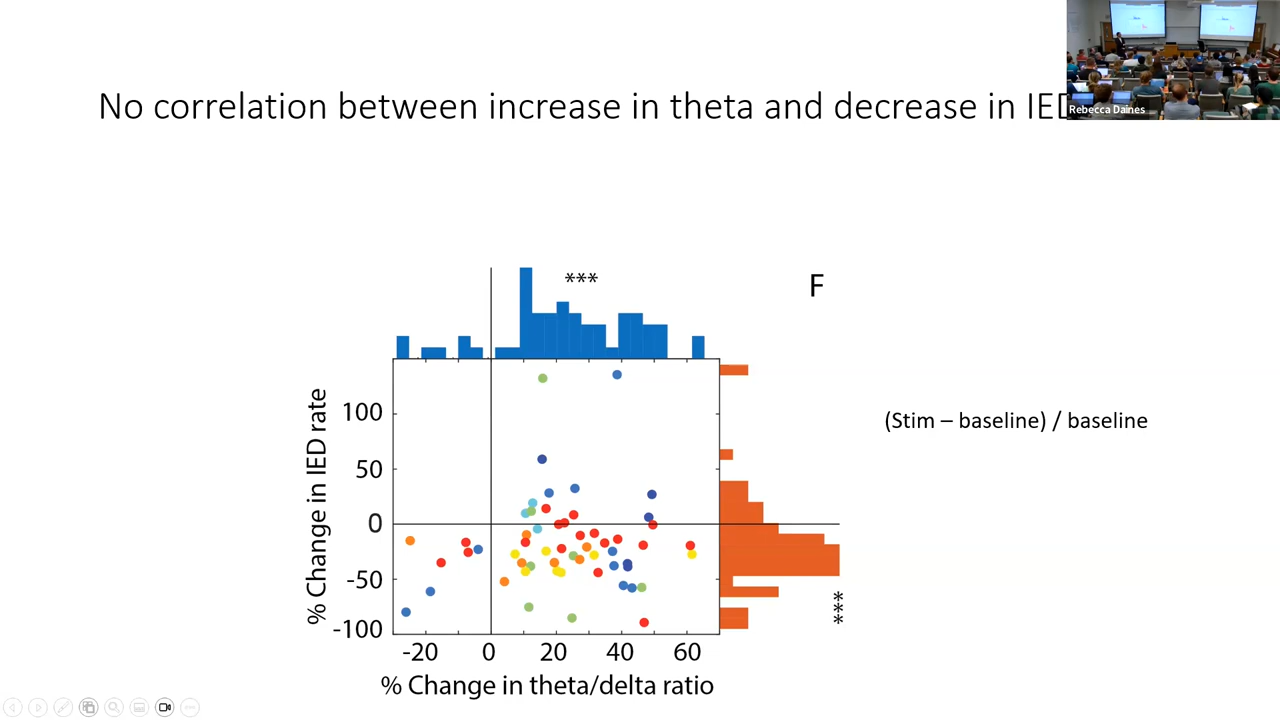 No correlation between increase in theta and decrease in IED
Rebecca Daines
***
F
% Change in IED rate
100
50
0
-50
-100
(Stim – baseline) / baseline
***
-20 0 20 40 60
% Change in theta/delta ratio